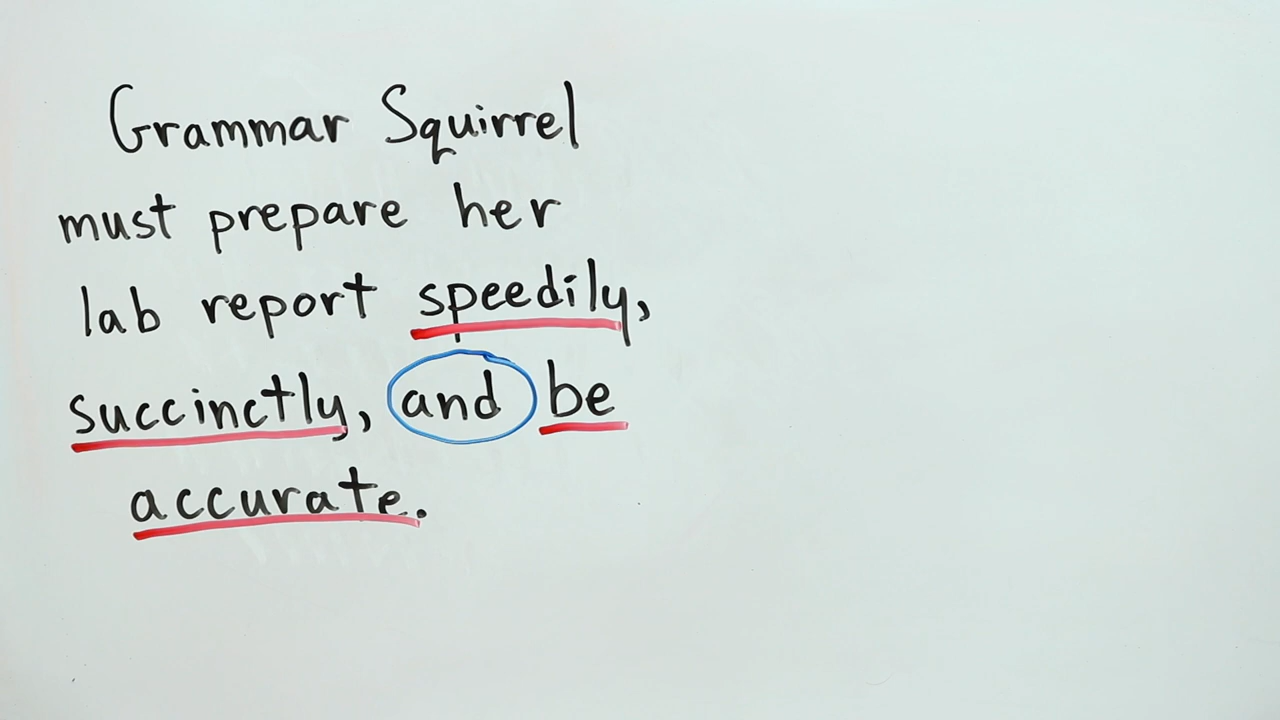 Grammar Squirrel
must prepare her
lab report speedily,
succinctly, and be
accurate.